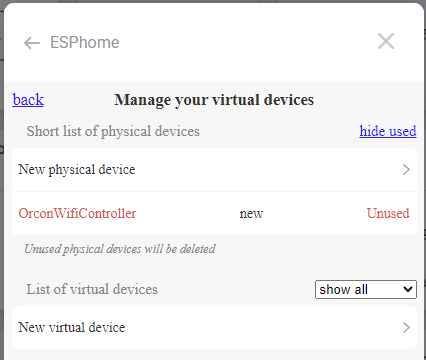 ESPhome
back Manage your virtual devices
Short list of physical devices hide used
New physical device
OrconWifiController new Unused
Unused physical devices will be deleted
List of virtual devices show all
New virtual device